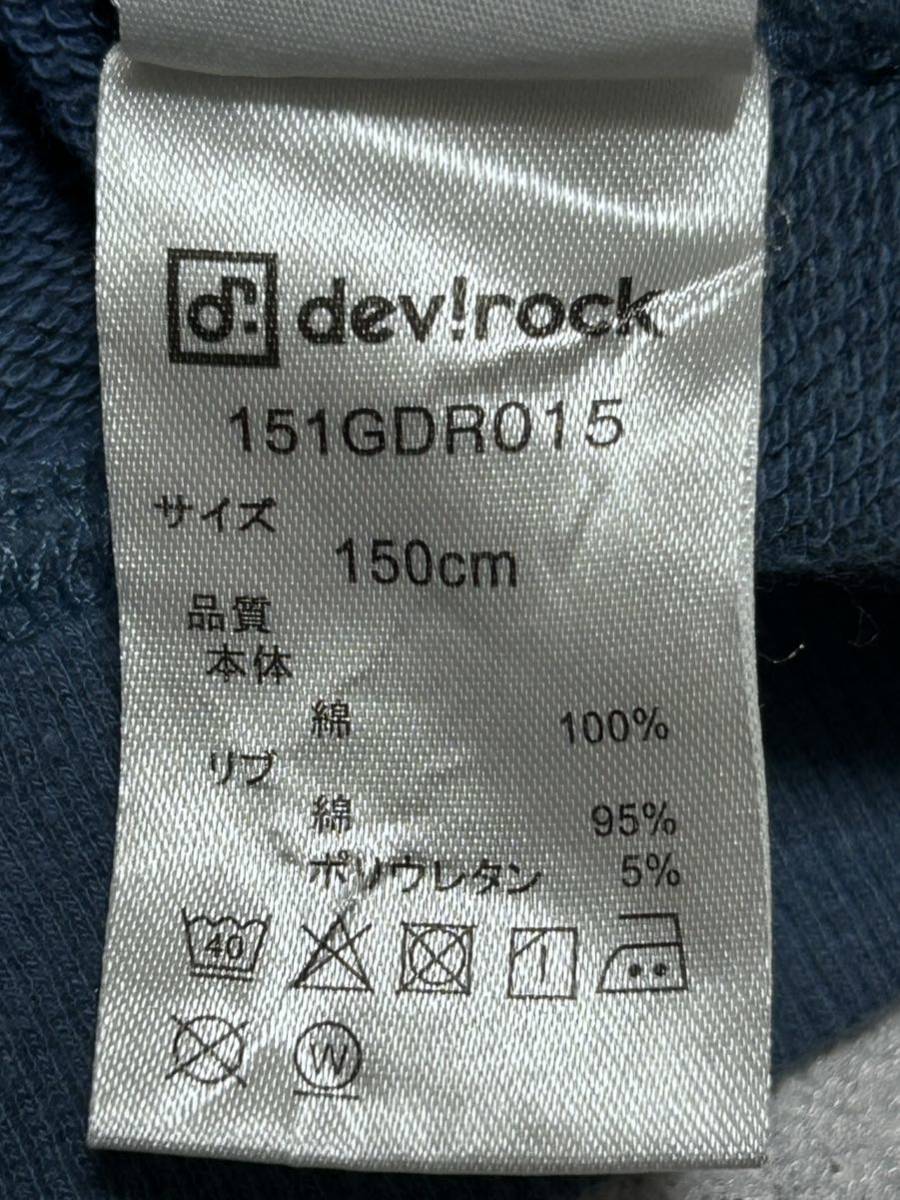 dev!rock
151GDR015
サイズ
150cm
品質
本体
綿 100%
リブ
綿 95%
ポリウレタン 5%
40
W